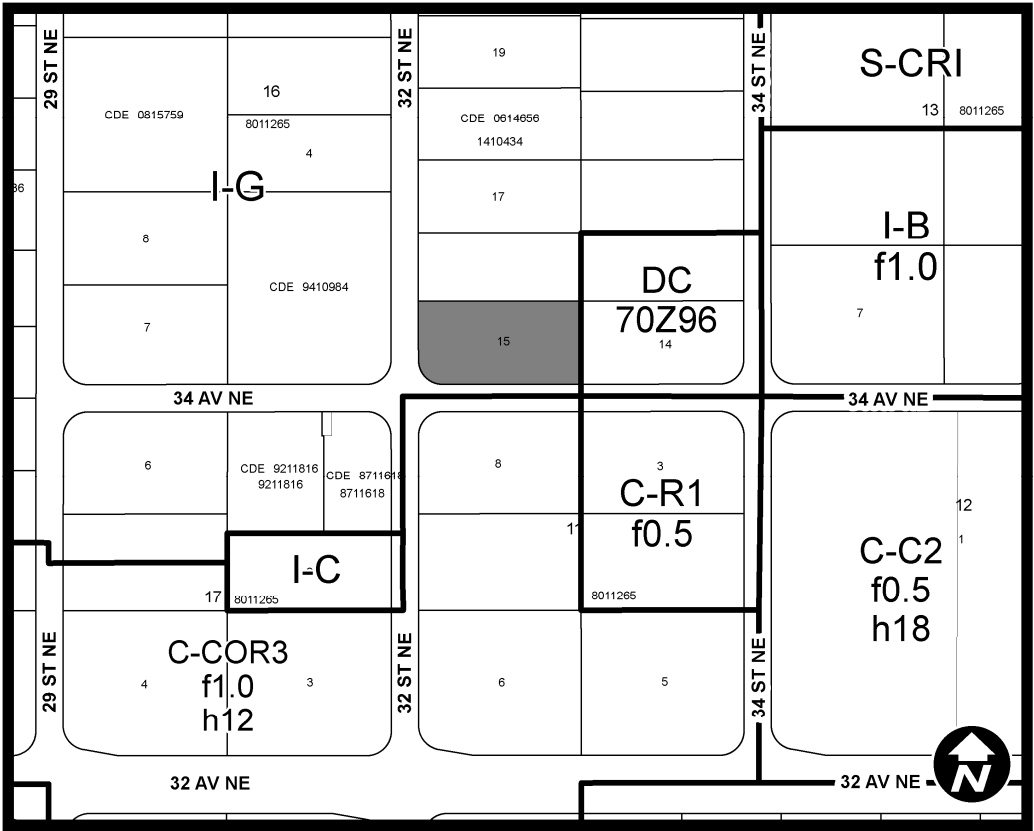 29 ST NE
32 ST NE
34 ST NE
19
S-CRI
16
13 8011265
CDE 0815759
8011265
CDE 0614656
1410434
4
I-G
36
17
I-B
f1.0
8
CDE 9410984
DC
70Z96
7
7
15
14
34 AV NE
34 AV NE
6
CDE 9211816
9211816
CDE 8711618
8711618
8
3
C-R1
f0.5
11
12
1
C-C2
f0.5
h18
I-C
17 8011265
8011265
29 ST NE
32 ST NE
34 ST NE
C-COR3
f1.0
h12
4
3
6
5
32 AV NE
32 AV NE
N